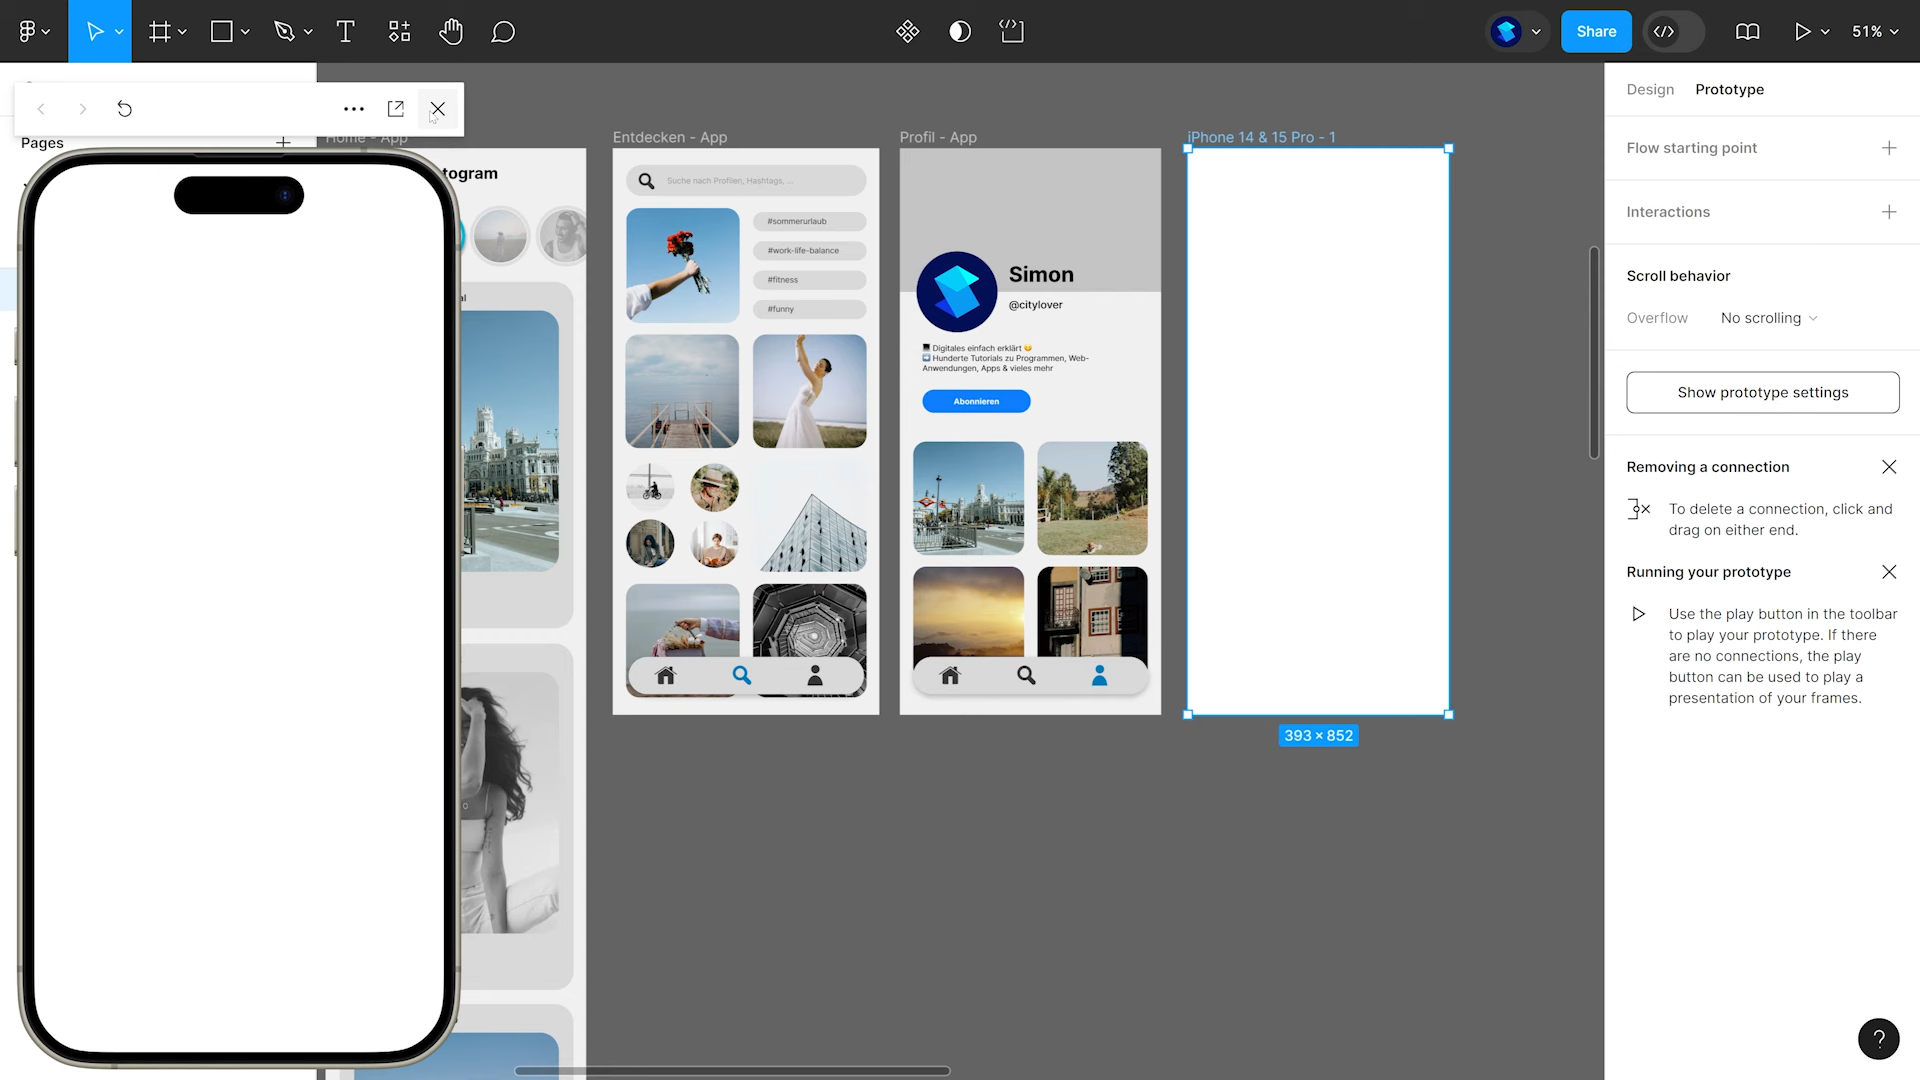 Share
51%
Pages
Home - App
Entdecken - App
Profil - App
iPhone 14 & 15 Pro - 1
togram
al
Suche nach Profilen, Hashtags, ...
#sommerurlaub
#work-life-balance
#fitness
#funny
Simon
@citylover
Digitales einfach erklärt
Hunderte Tutorials zu Programmen, Web-
Anwendungen, Apps & vieles mehr
Abonnieren
393 × 852
Design
Prototype
Flow starting point
Interactions
Scroll behavior
Overflow
No scrolling
Show prototype settings
Removing a connection
To delete a connection, click and
drag on either end.
Running your prototype
Use the play button in the toolbar
to play your prototype. If there
are no connections, the play
button can be used to play a
presentation of your frames.
?